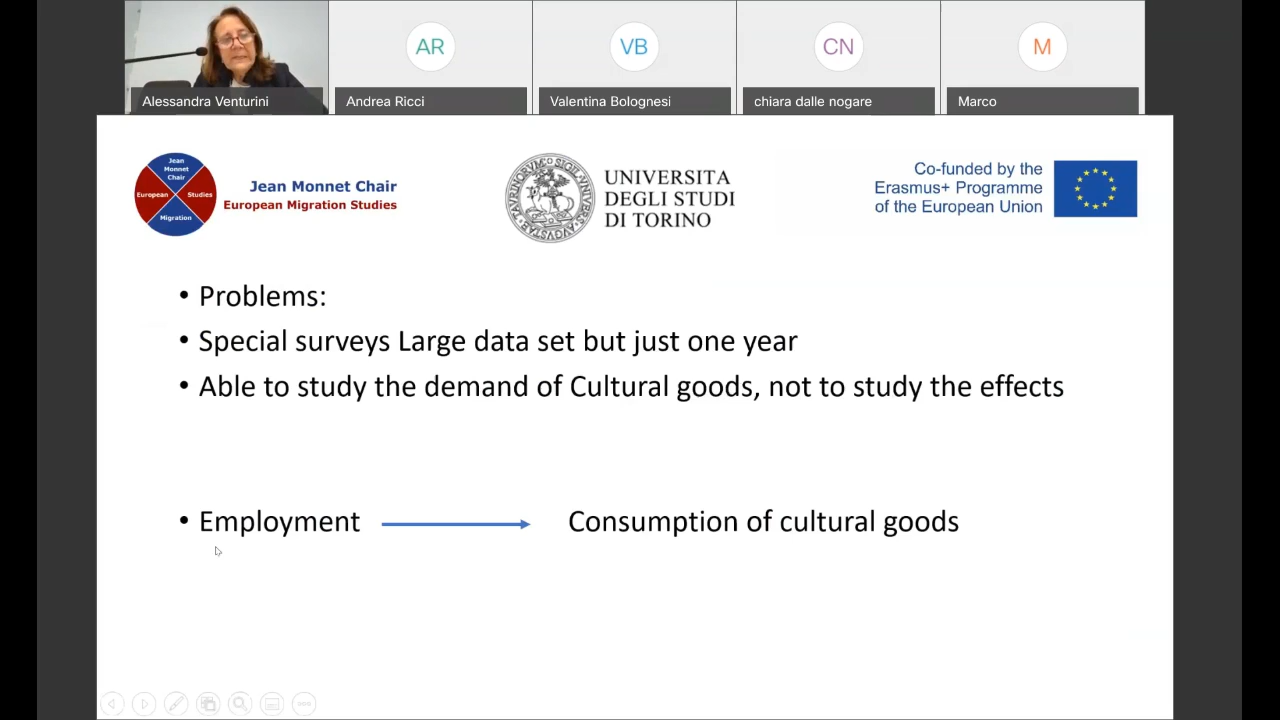 AR
VB
CN
M
Alessandra Venturini
Andrea Ricci
Valentina Bolognesi
chiara dalle nogare
Marco
Jean
Monnet
Chair
European
Studies
Migration
Jean Monnet Chair
European Migration Studies
UNIVERSITA
DEGLI STUDI
DI TORINO
Co-funded by the
Erasmus+ Programme
of the European Union
• Problems:
• Special surveys Large data set but just one year
• Able to study the demand of Cultural goods, not to study the effects
• Employment
Consumption of cultural goods